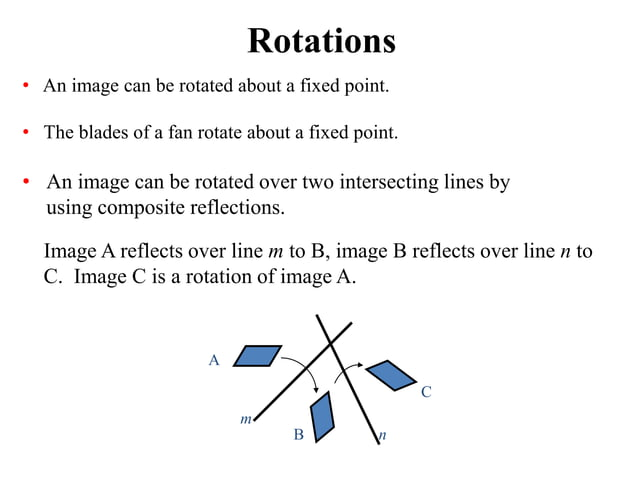 Rotations
• An image can be rotated about a fixed point.
• The blades of a fan rotate about a fixed point.
• An image can be rotated over two intersecting lines by
using composite reflections.
Image A reflects over line m to B, image B reflects over line n to
C.  Image C is a rotation of image A.
A
C
m
B
n